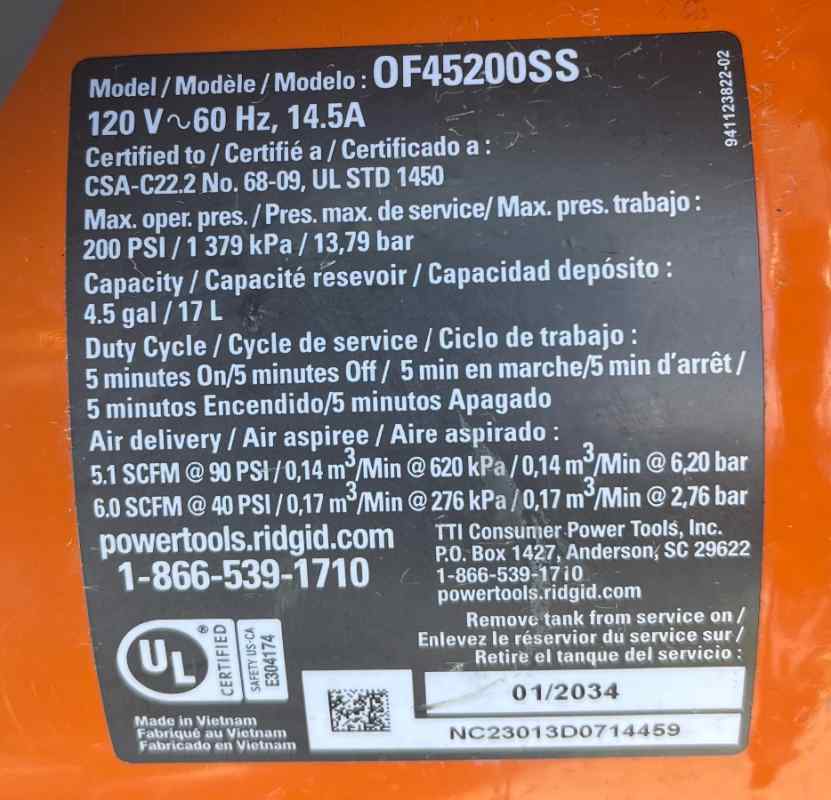 Model / Modèle / Modelo : OF45200SS
941123822-02
120 V~60 Hz, 14.5A
Certified to / Certifié a / Certificado a :
CSA-C22.2 No. 68-09, UL STD 1450
Max. oper. pres. / Pres. max. de service/ Max. pres. trabajo :
200 PSI / 1 379 kPa / 13,79 bar
Capacity / Capacité résevoir / Capacidad depósito :
4.5 gal / 17 L
Duty Cycle / Cycle de service / Ciclo de trabajo :
5 minutes On/5 minutes Off / 5 min en marche/5 min d'arrêt /
5 minutos Encendido/5 minutos Apagado
Air delivery / Air aspiree / Aire aspirado :
5.1 SCFM @ 90 PSI / 0,14 m³/Min @ 620 kPa / 0,14 m³/Min @ 6,20 bar
6.0 SCFM @ 40 PSI / 0,17 m³/Min @ 276 kPa / 0,17 m³/Min @ 2,76 bar
powertools.ridgid.com
1-866-539-1710
TTI Consumer Power Tools, Inc.
P.O. Box 1427, Anderson, SC 29622
1-866-539-1710
powertools.ridgid.com
Remove tank from service on /
Enlevez le réservior du service sur /
Retire el tanque del servicio :
UL ®
CERTIFIED
SAFETY US-CA
E304174
01/2034
NC23013D0714459
Made in Vietnam
Fabriqué au Vietnam
Fabricado en Vietnam